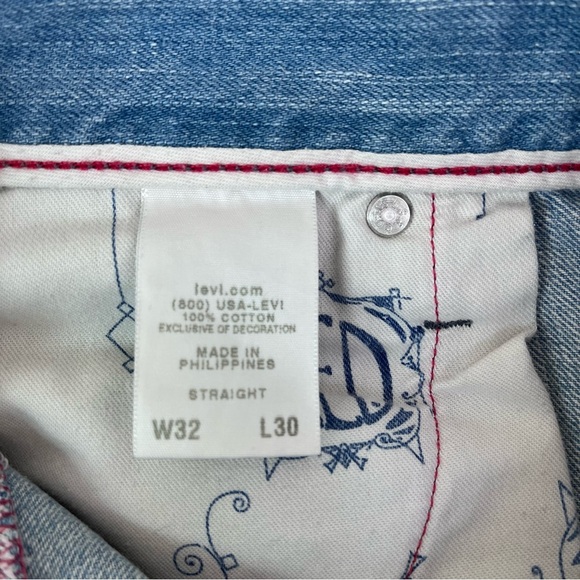 levi.com
(800) USA-LEVI
100% COTTON
EXCLUSIVE OF DECORATION
MADE IN
PHILIPPINES
STRAIGHT
W32 L30